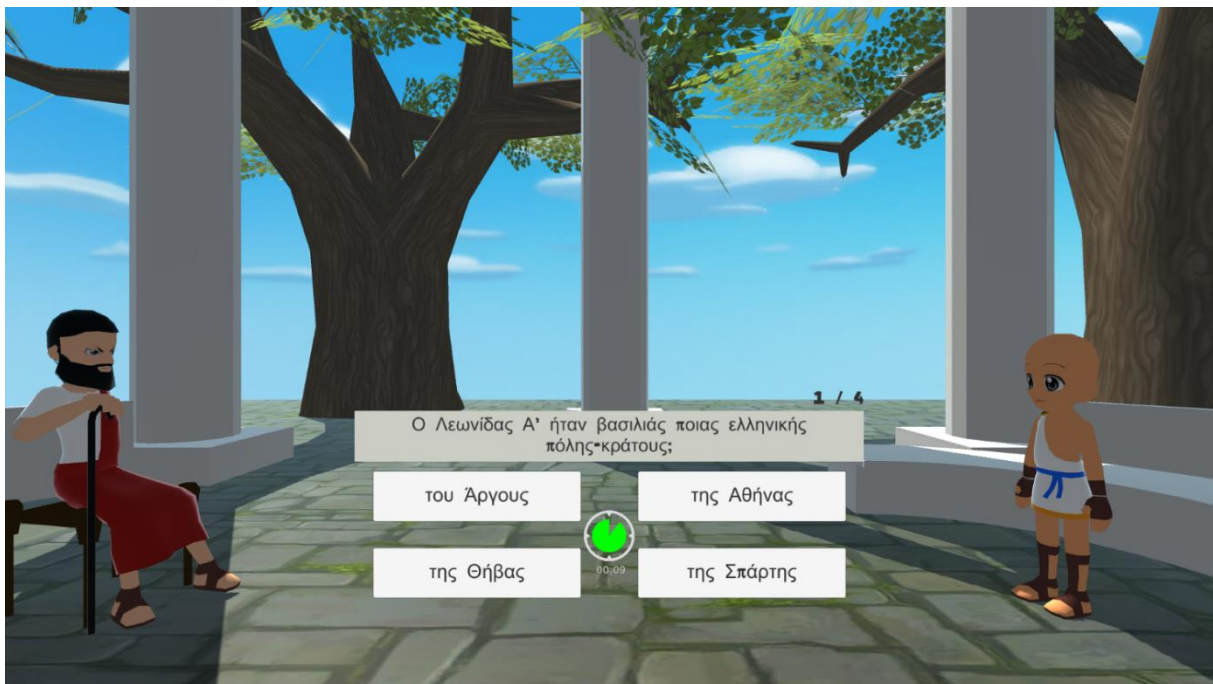 1 / 4
Ο Λεωνίδας Α' ήταν βασιλιάς ποιας ελληνικής
πόλης-κράτους;
του Άργους
της Αθήνας
της Θήβας
00:09
της Σπάρτης